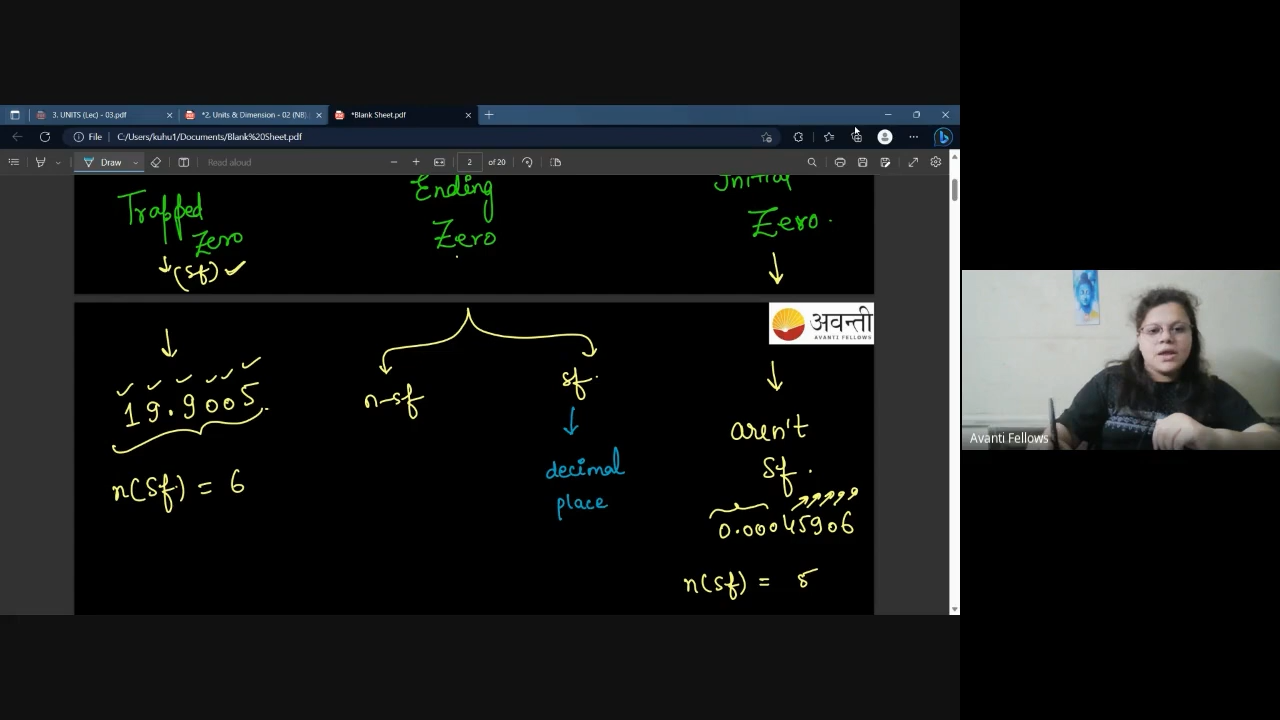 3. UNITS (Lec) - 03.pdf
*2. Units & Dimension - 02 (NB).
*Blank Sheet.pdf
File
C:/Users/kuhu1/Documents/Blank%20Sheet.pdf
Draw
Read aloud
2 of 20
Trapped
Zero
(Sf)
Ending
Zero
Initial
Zero.
अवन्ती
AVANTI FELLOWS
19.9005
n(Sf) = 6
n-sf
sf.
decimal
place
aren't
Sf.
0.00045906
n(Sf) = 5
Avanti Fellows